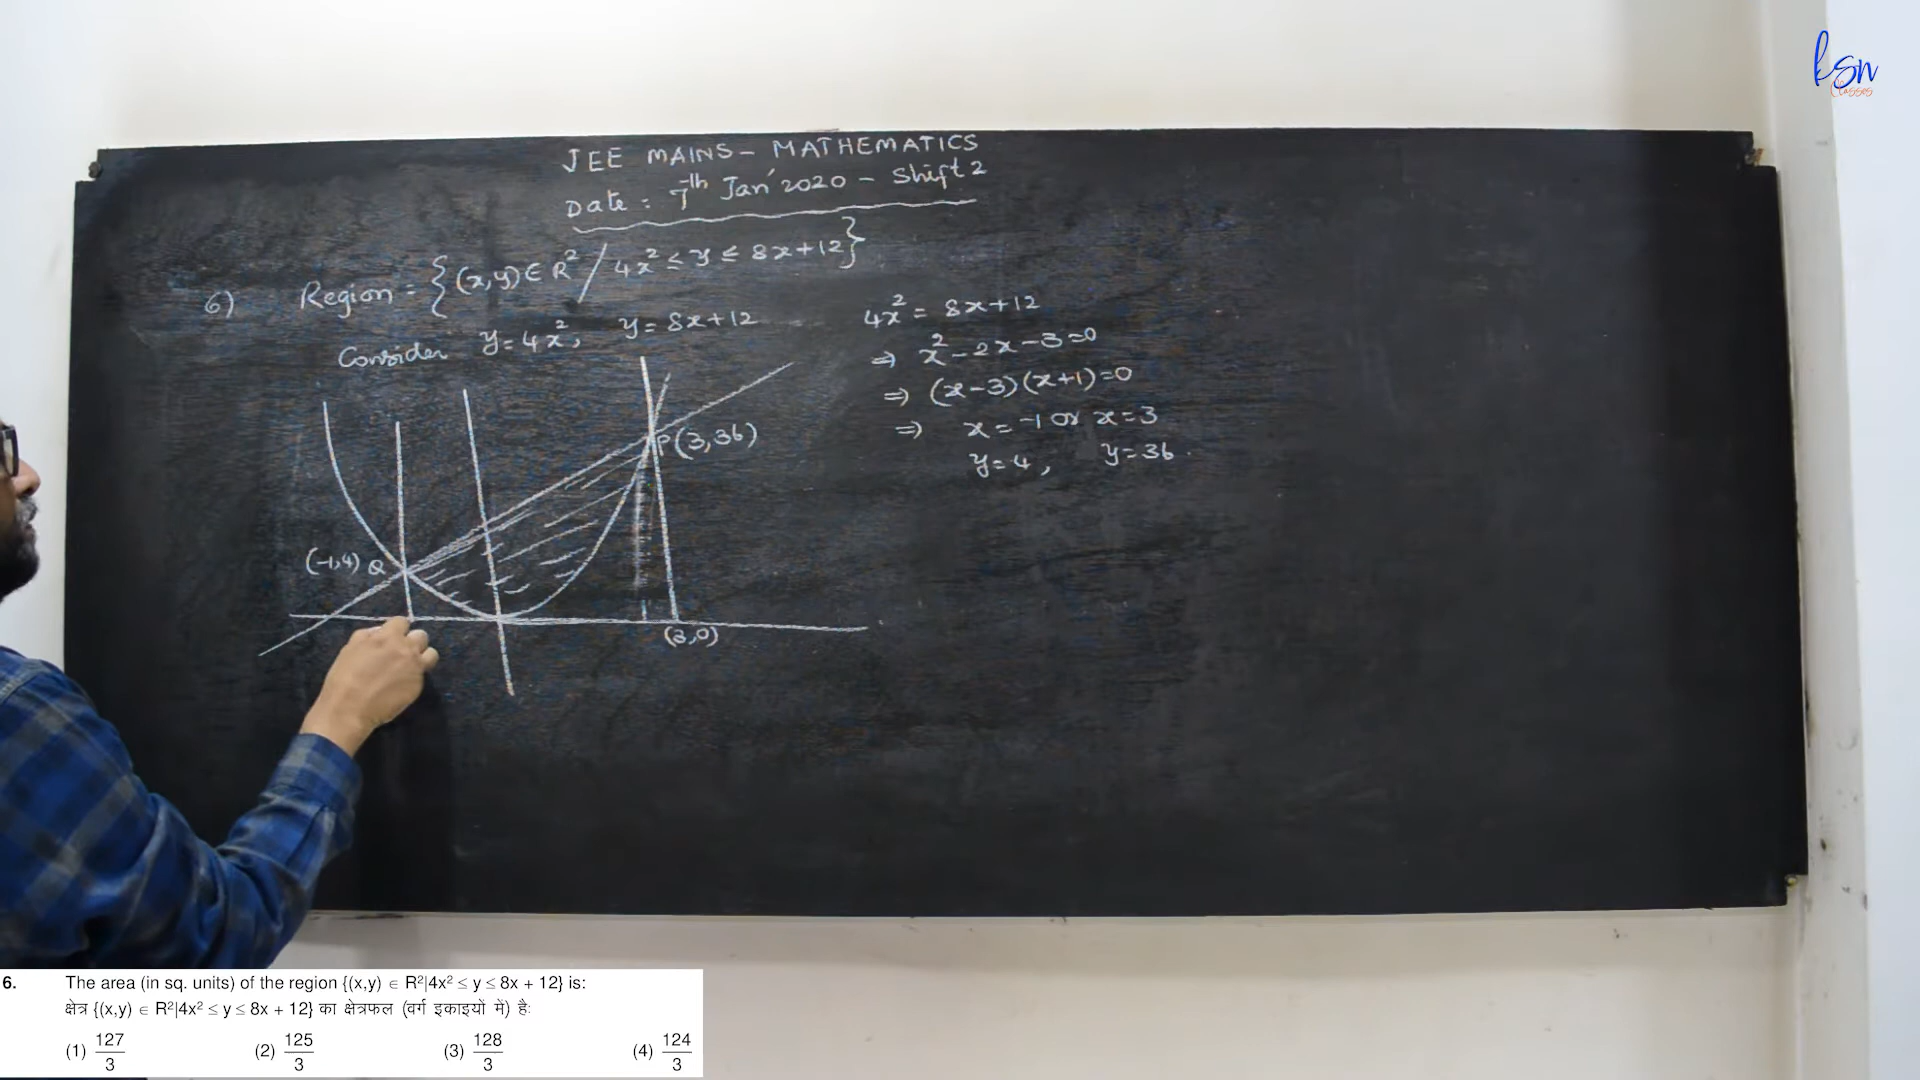 ksn
Classes
JEE MAINS - MATHEMATICS
Date : 7th Jan' 2020 - Shift 2
6) Region = {(x,y) ∈ R² / 4x² ≤ y ≤ 8x+12}
Consider y = 4x², y = 8x+12
4x² = 8x+12
⇒ x² - 2x - 3 = 0
⇒ (x-3)(x+1) = 0
⇒ x = -1 or x = 3
y = 4, y = 36
P(3,36)
(-1,4) Q
(3,0)
6. The area (in sq. units) of the region {(x,y) ∈ R²|4x² ≤ y ≤ 8x + 12} is:
क्षेत्र {(x,y) ∈ R²|4x² ≤ y ≤ 8x + 12} का क्षेत्रफल (वर्ग इकाइयों में) है:
(1) 127/3 (2) 125/3 (3) 128/3 (4) 124/3